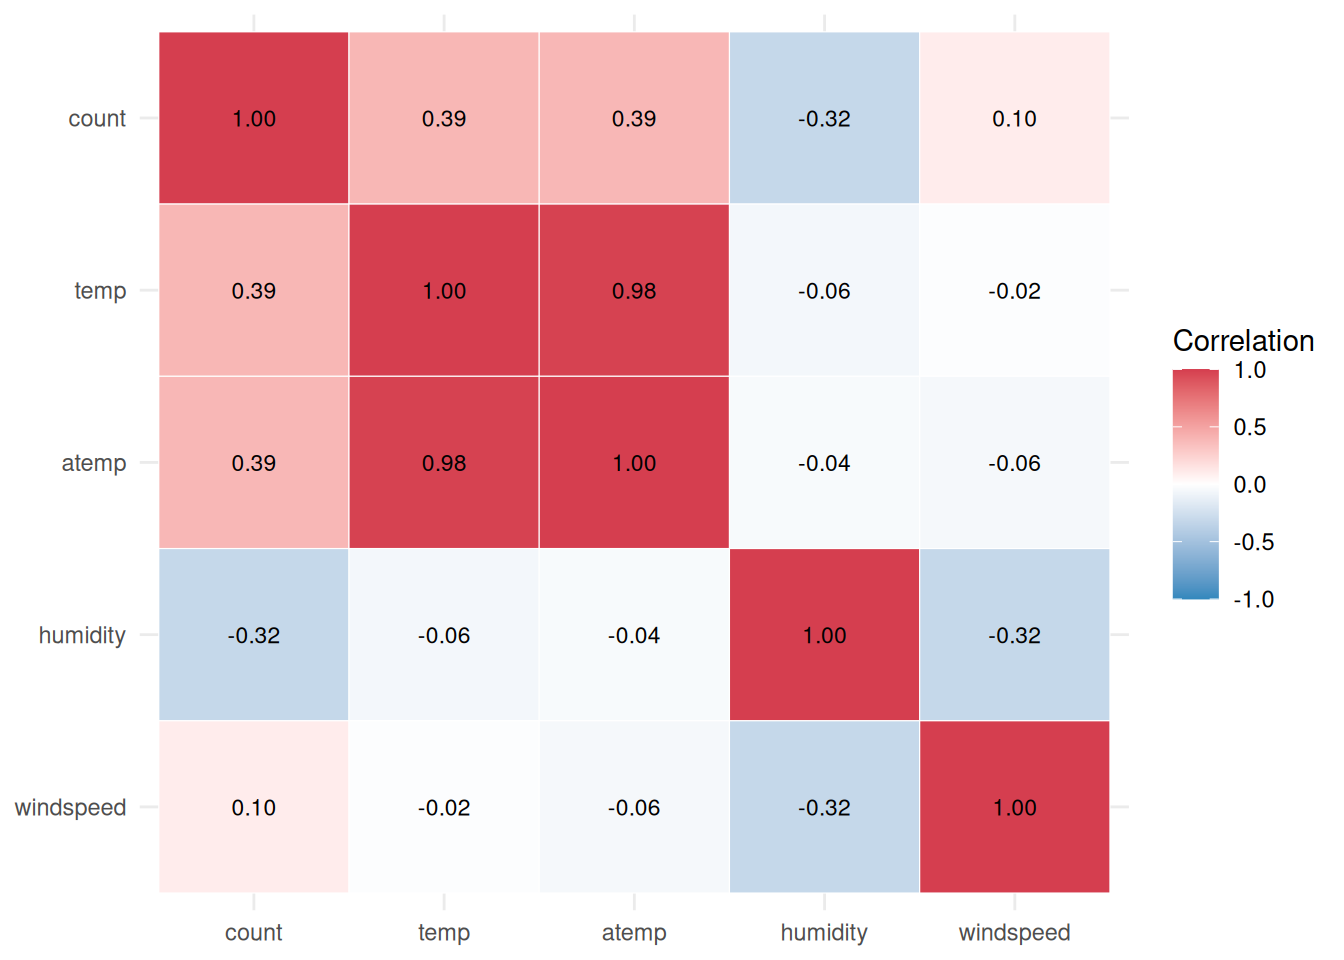 count 1.00 0.39 0.39 -0.32 0.10
temp 0.39 1.00 0.98 -0.06 -0.02
atemp 0.39 0.98 1.00 -0.04 -0.06
humidity -0.32 -0.06 -0.04 1.00 -0.32
windspeed 0.10 -0.02 -0.06 -0.32 1.00
count temp atemp humidity windspeed
Correlation
1.0
0.5
0.0
-0.5
-1.0